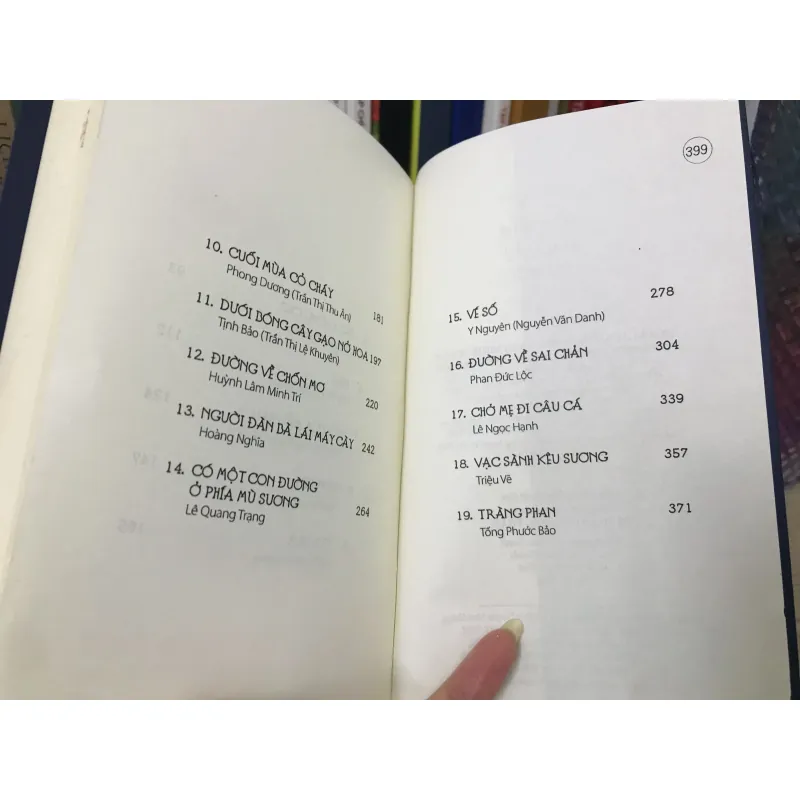 10. CUỐI MÙA CỎ CHÁY
Phong Dương (Trần Thị Thu Ân) 181
11. DƯỚI BÓNG CÂY GẠO NỞ HOA 197
Tịnh Bảo (Trần Thị Lệ Khuyên)
12. ĐƯỜNG VỀ CHỐN MƠ
Huỳnh Lâm Minh Trí 220
13. NGƯỜI ĐÀN BÀ LÁI MÁY CÀY 242
Hoàng Nghĩa
14. CÓ MỘT CON ĐƯỜNG
Ở PHÍA MÙ SƯƠNG 264
Lê Quang Trạng
399
15. VÉ SỐ 278
Y Nguyên (Nguyễn Văn Danh)
16. ĐƯỜNG VỀ SAI CHẢN 304
Phan Đức Lộc
17. CHỞ MẸ ĐI CÂU CÁ 339
Lê Ngọc Hạnh
18. VẠC SÀNH KÊU SƯƠNG 357
Triệu Vẽ
19. TRÀNG PHAN 371
Tống Phước Bảo